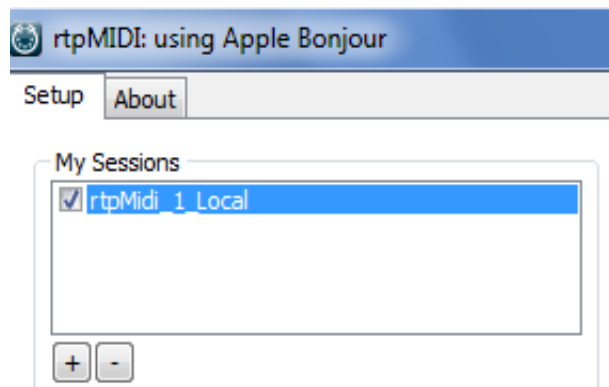 rtpMIDI: using Apple Bonjour
Setup About
My Sessions
rtpMidi_1_Local
+ -